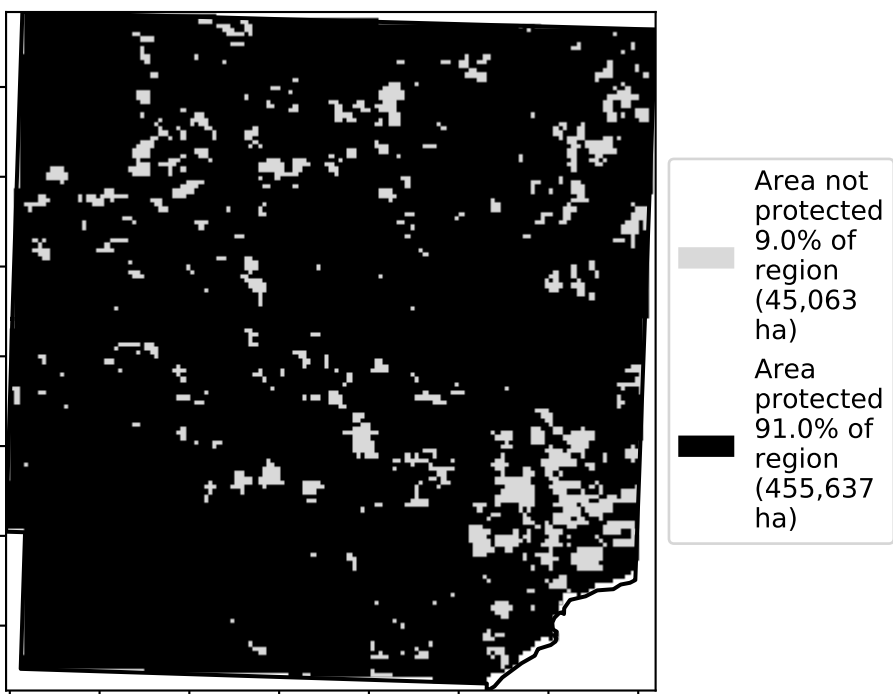 Area not
protected
9.0% of
region
(45,063
ha)
Area
protected
91.0% of
region
(455,637
ha)